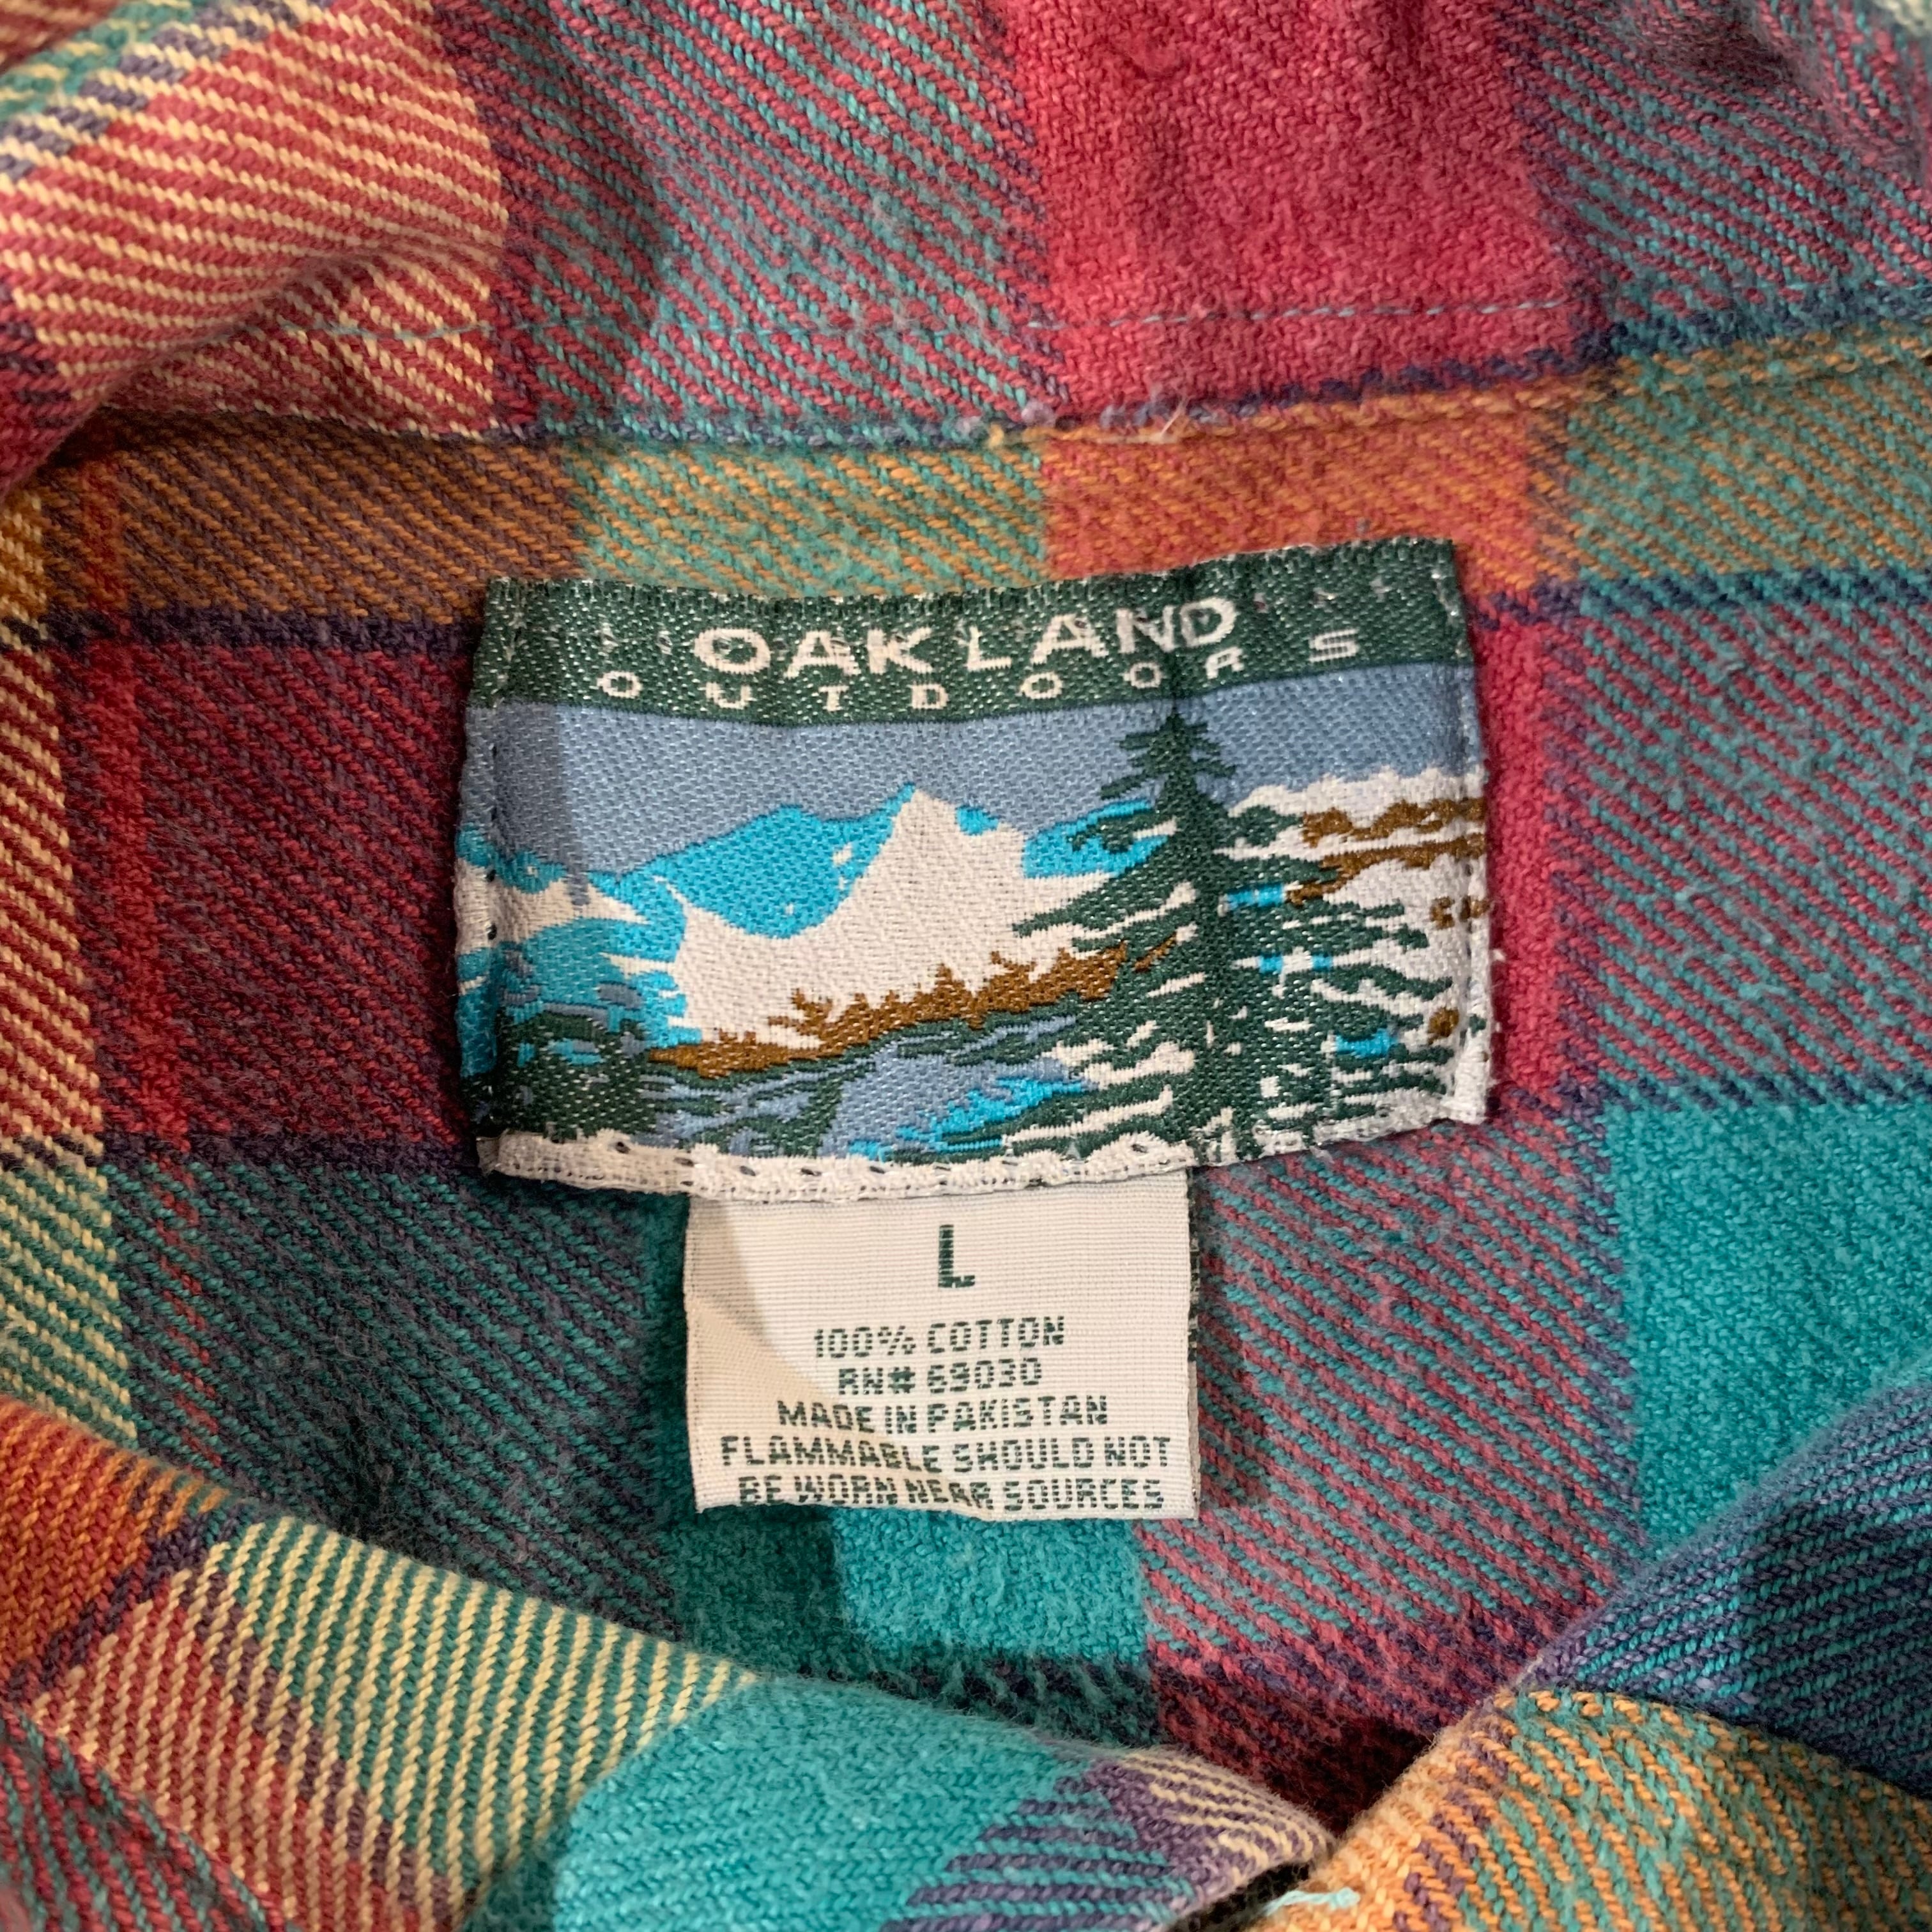 OAKLAND
OUTDOORS
L
100% COTTON
RN# 69030
MADE IN PAKISTAN
FLAMMABLE SHOULD NOT
BE WORN NEAR SOURCES